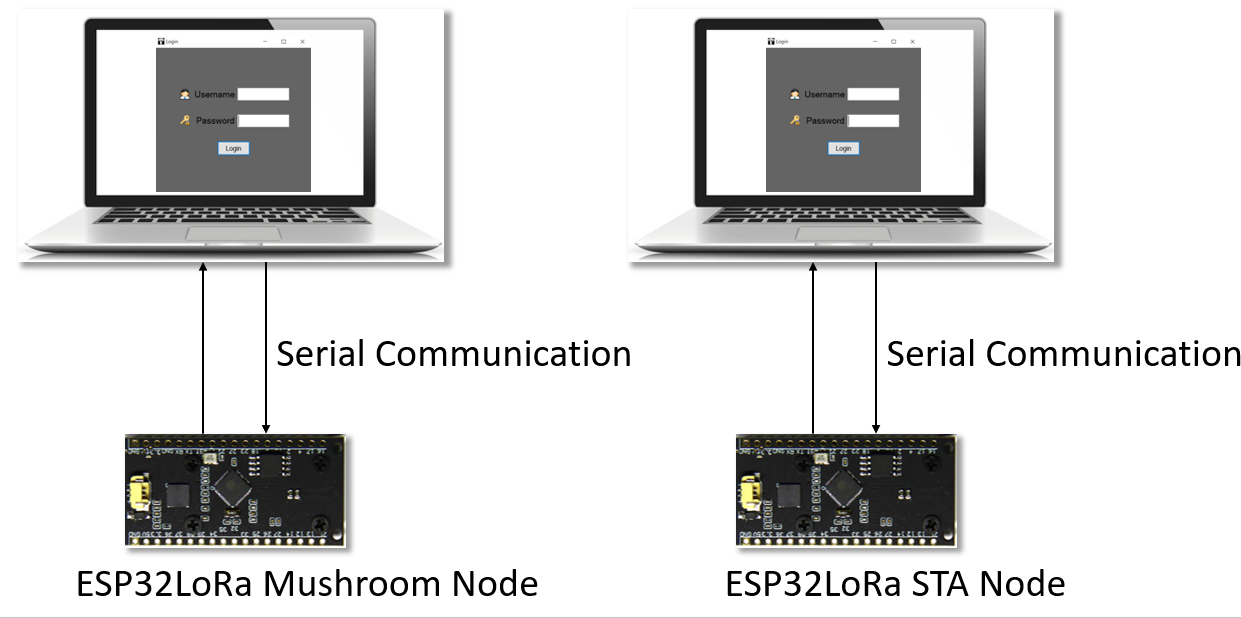 Login
Username
Password
Login
Login
Username
Password
Login
Serial Communication
Serial Communication
ESP32LoRa Mushroom Node
ESP32LoRa STA Node